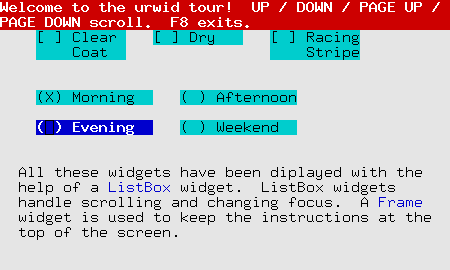 Welcome to the urwid tour!  UP / DOWN / PAGE UP /
PAGE DOWN scroll.  F8 exits.
[ ] Clear  [ ] Dry  [ ] Racing
Coat  Stripe
(X) Morning  ( ) Afternoon
( ) Evening  ( ) Weekend
All these widgets have been diplayed with the
help of a ListBox widget.  ListBox widgets
handle scrolling and changing focus.  A Frame
widget is used to keep the instructions at the
top of the screen.